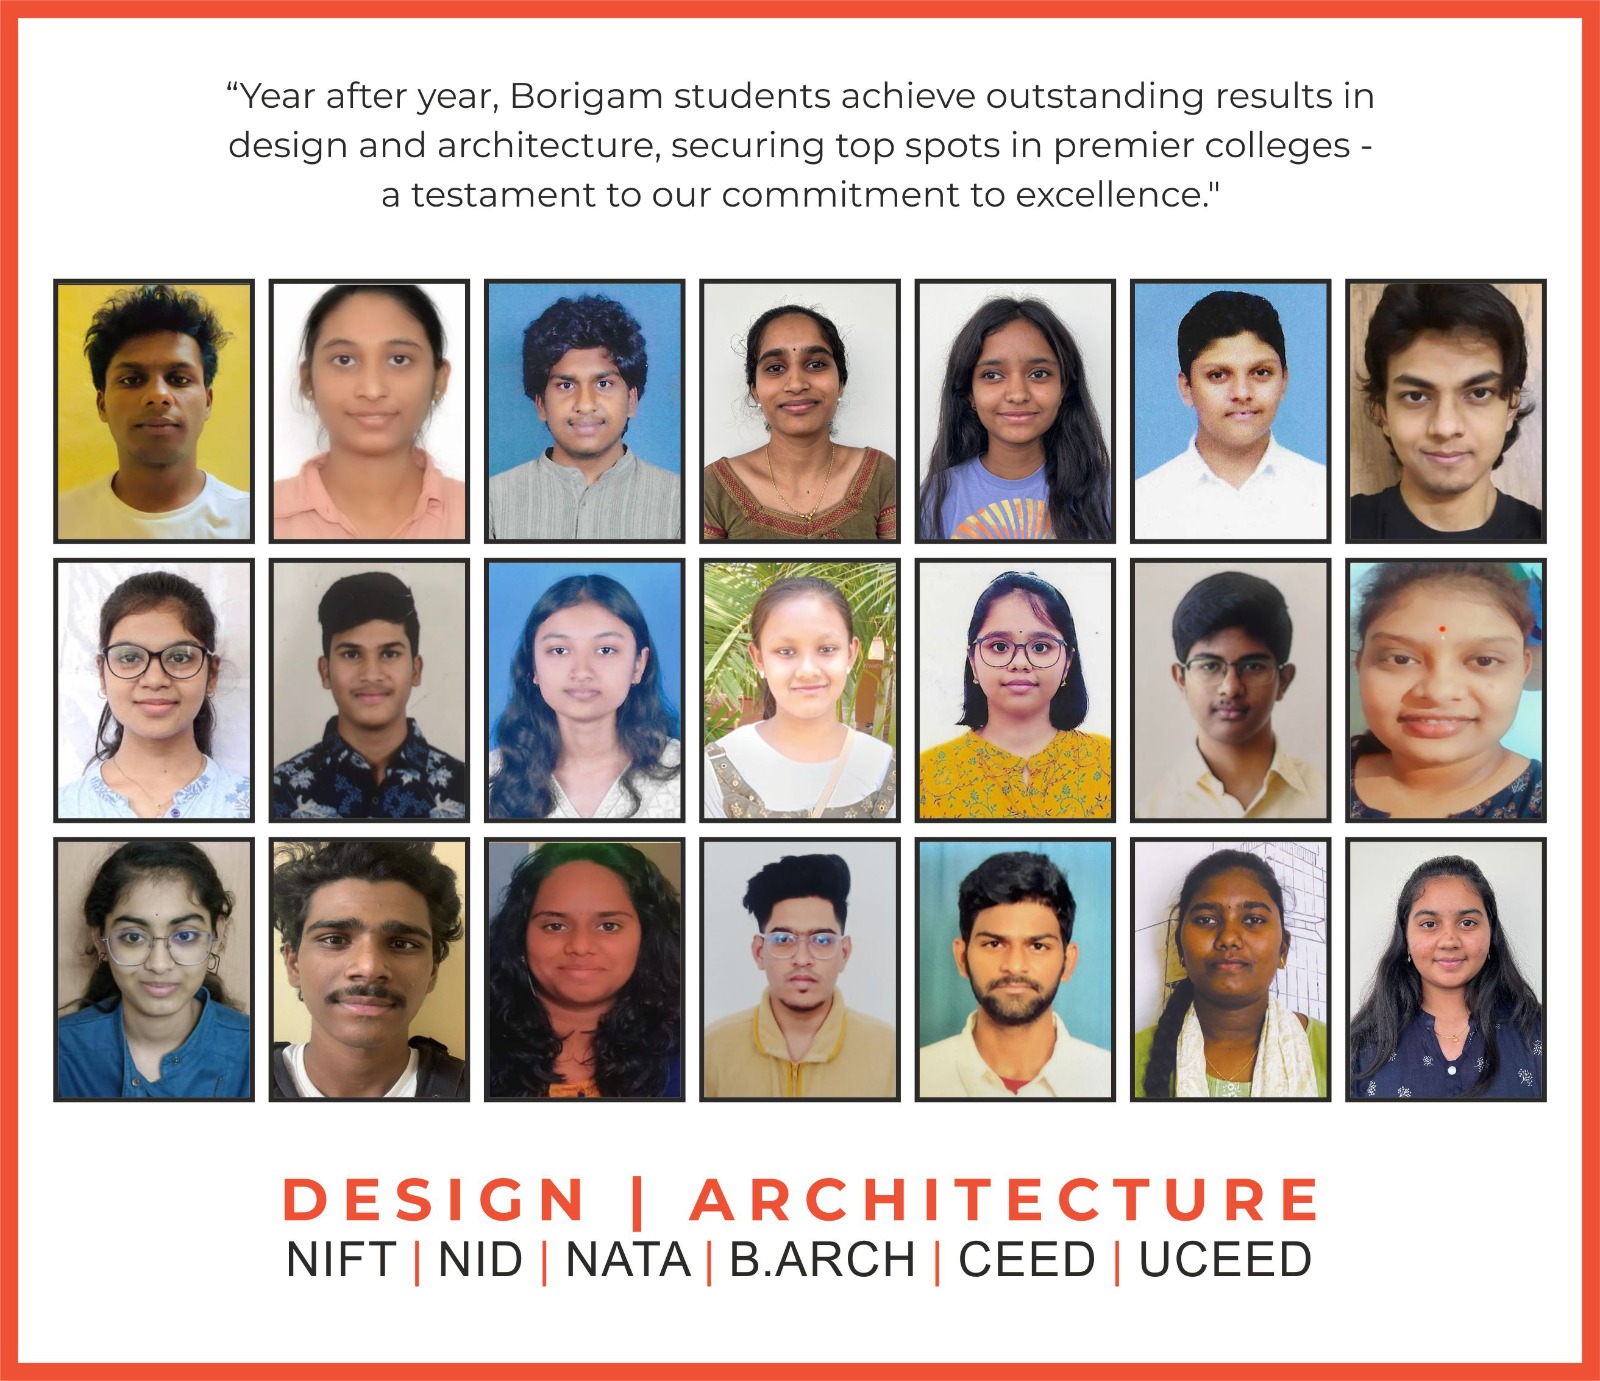 “Year after year, Borigam students achieve outstanding results in
design and architecture, securing top spots in premier colleges -
a testament to our commitment to excellence."
DESIGN | ARCHITECTURE
NIFT | NID | NATA | B.ARCH | CEED | UCEED